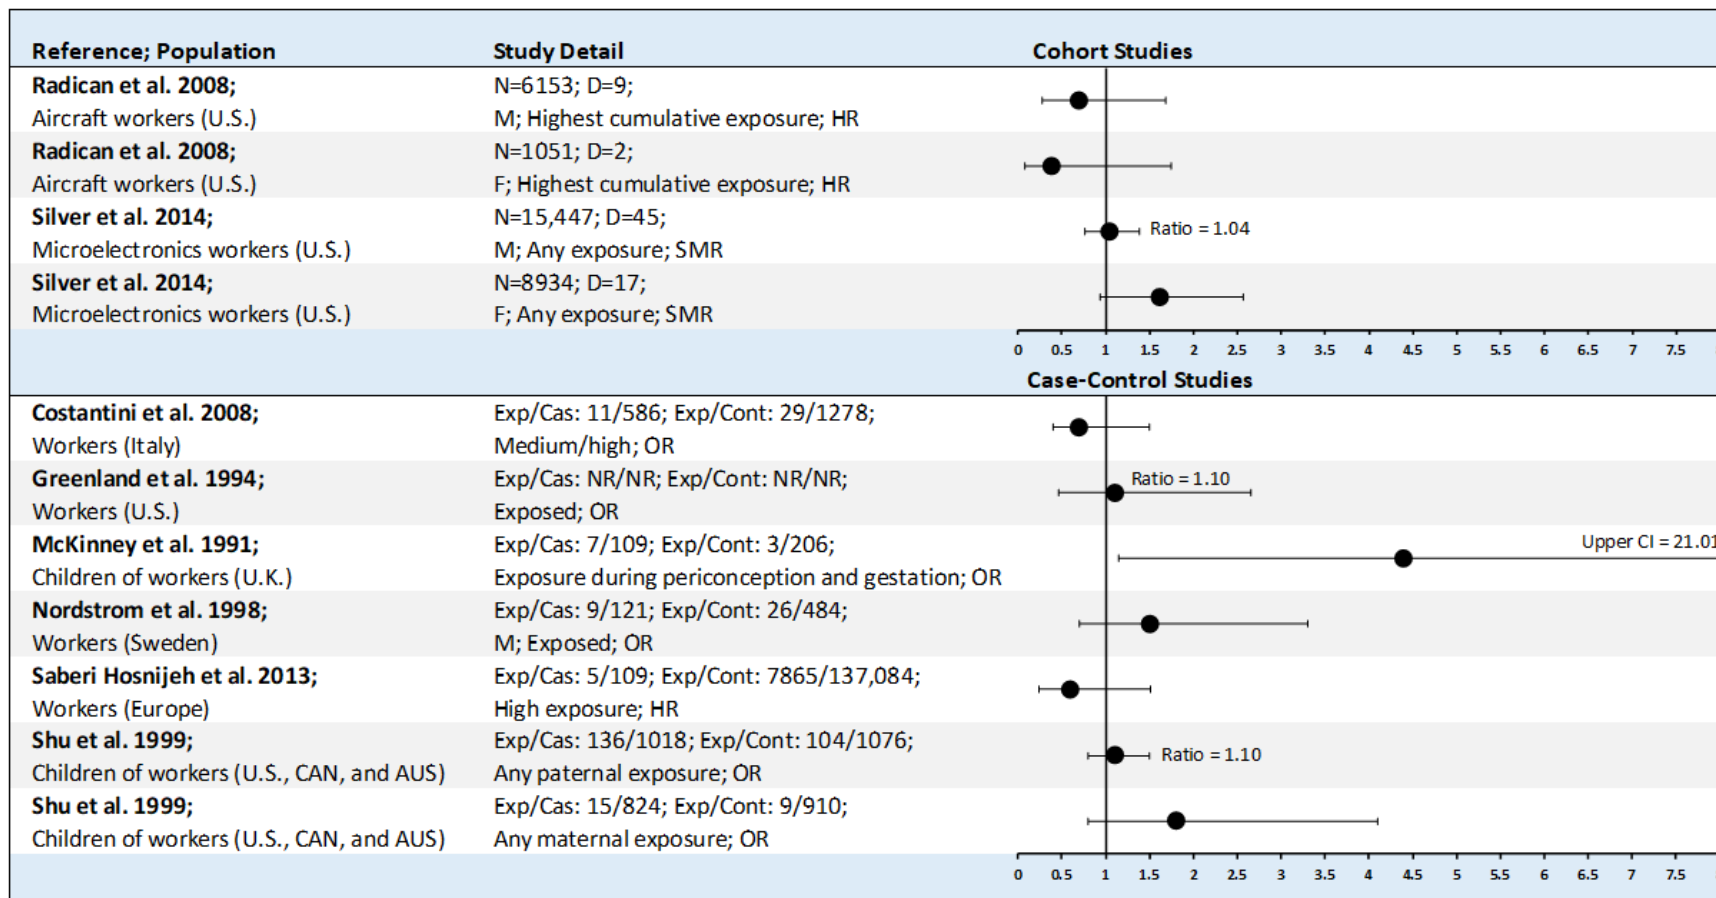 Reference; Population Study Detail Cohort Studies
Radican et al. 2008; N=6153; D=9;
Aircraft workers (U.S.) M; Highest cumulative exposure; HR
Radican et al. 2008; N=1051; D=2;
Aircraft workers (U.S.) F; Highest cumulative exposure; HR
Silver et al. 2014; N=15,447; D=45; Ratio = 1.04
Microelectronics workers (U.S.) M; Any exposure; SMR
Silver et al. 2014; N=8934; D=17;
Microelectronics workers (U.S.) F; Any exposure; SMR
0 0.5 1 1.5 2 2.5 3 3.5 4 4.5 5 5.5 6 6.5 7 7.5
Case-Control Studies
Costantini et al. 2008; Exp/Cas: 11/586; Exp/Cont: 29/1278;
Workers (Italy) Medium/high; OR
Greenland et al. 1994; Exp/Cas: NR/NR; Exp/Cont: NR/NR; Ratio = 1.10
Workers (U.S.) Exposed; OR
McKinney et al. 1991; Exp/Cas: 7/109; Exp/Cont: 3/206; Upper CI = 21.01
Children of workers (U.K.) Exposure during periconception and gestation; OR
Nordstrom et al. 1998; Exp/Cas: 9/121; Exp/Cont: 26/484;
Workers (Sweden) M; Exposed; OR
Saberi Hosnijeh et al. 2013; Exp/Cas: 5/109; Exp/Cont: 7865/137,084;
Workers (Europe) High exposure; HR
Shu et al. 1999; Exp/Cas: 136/1018; Exp/Cont: 104/1076; Ratio = 1.10
Children of workers (U.S., CAN, and AUS) Any paternal exposure; OR
Shu et al. 1999; Exp/Cas: 15/824; Exp/Cont: 9/910;
Children of workers (U.S., CAN, and AUS) Any maternal exposure; OR
0 0.5 1 1.5 2 2.5 3 3.5 4 4.5 5 5.5 6 6.5 7 7.5